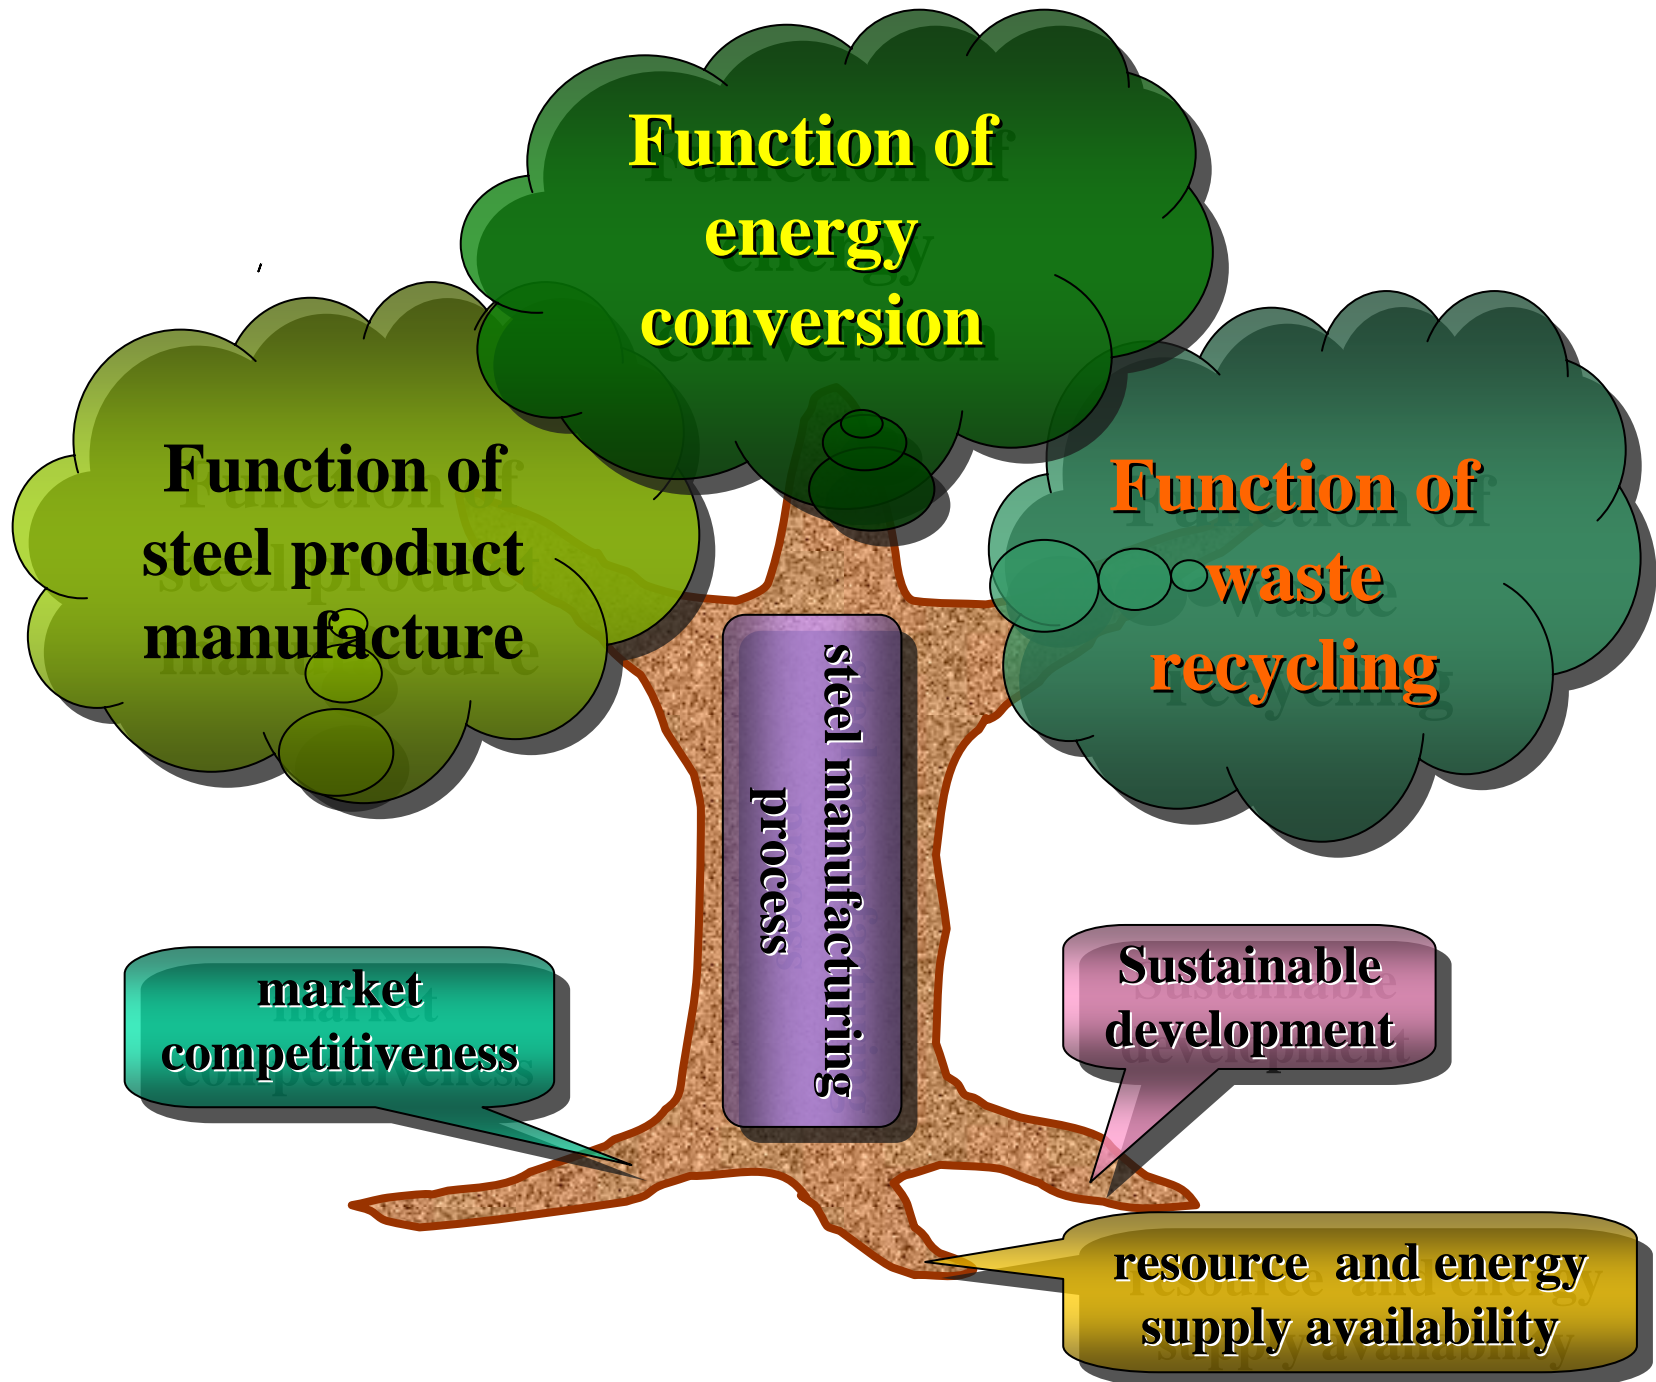 Function of
energy
conversion
Function of
steel product
manufacture
Function of
waste
recycling
steel manufacturing
process
market
competitiveness
Sustainable
development
resource and energy
supply availability